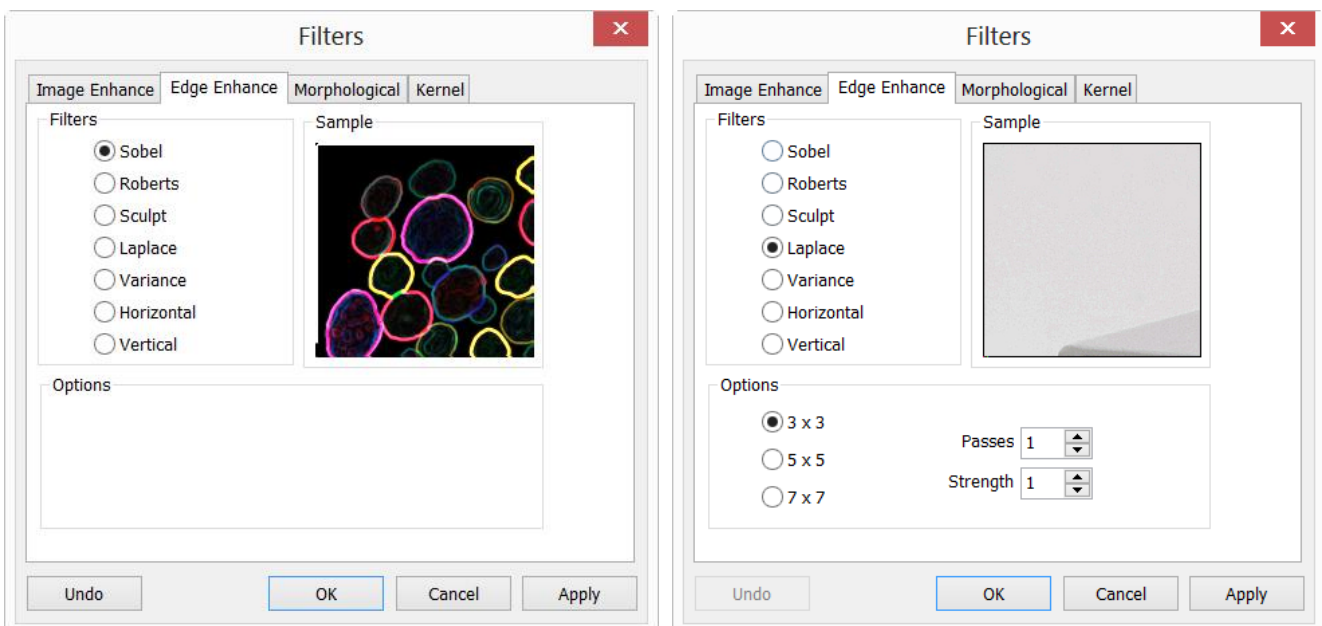 Filters
Image Enhance Edge Enhance Morphological Kernel
Filters Sample
Sobel
Roberts
Sculpt
Laplace
Variance
Horizontal
Vertical
Options
Undo OK Cancel Apply
Filters
Image Enhance Edge Enhance Morphological Kernel
Filters Sample
Sobel
Roberts
Sculpt
Laplace
Variance
Horizontal
Vertical
Options
3 x 3
Passes 1
5 x 5
Strength 1
7 x 7
Undo OK Cancel Apply